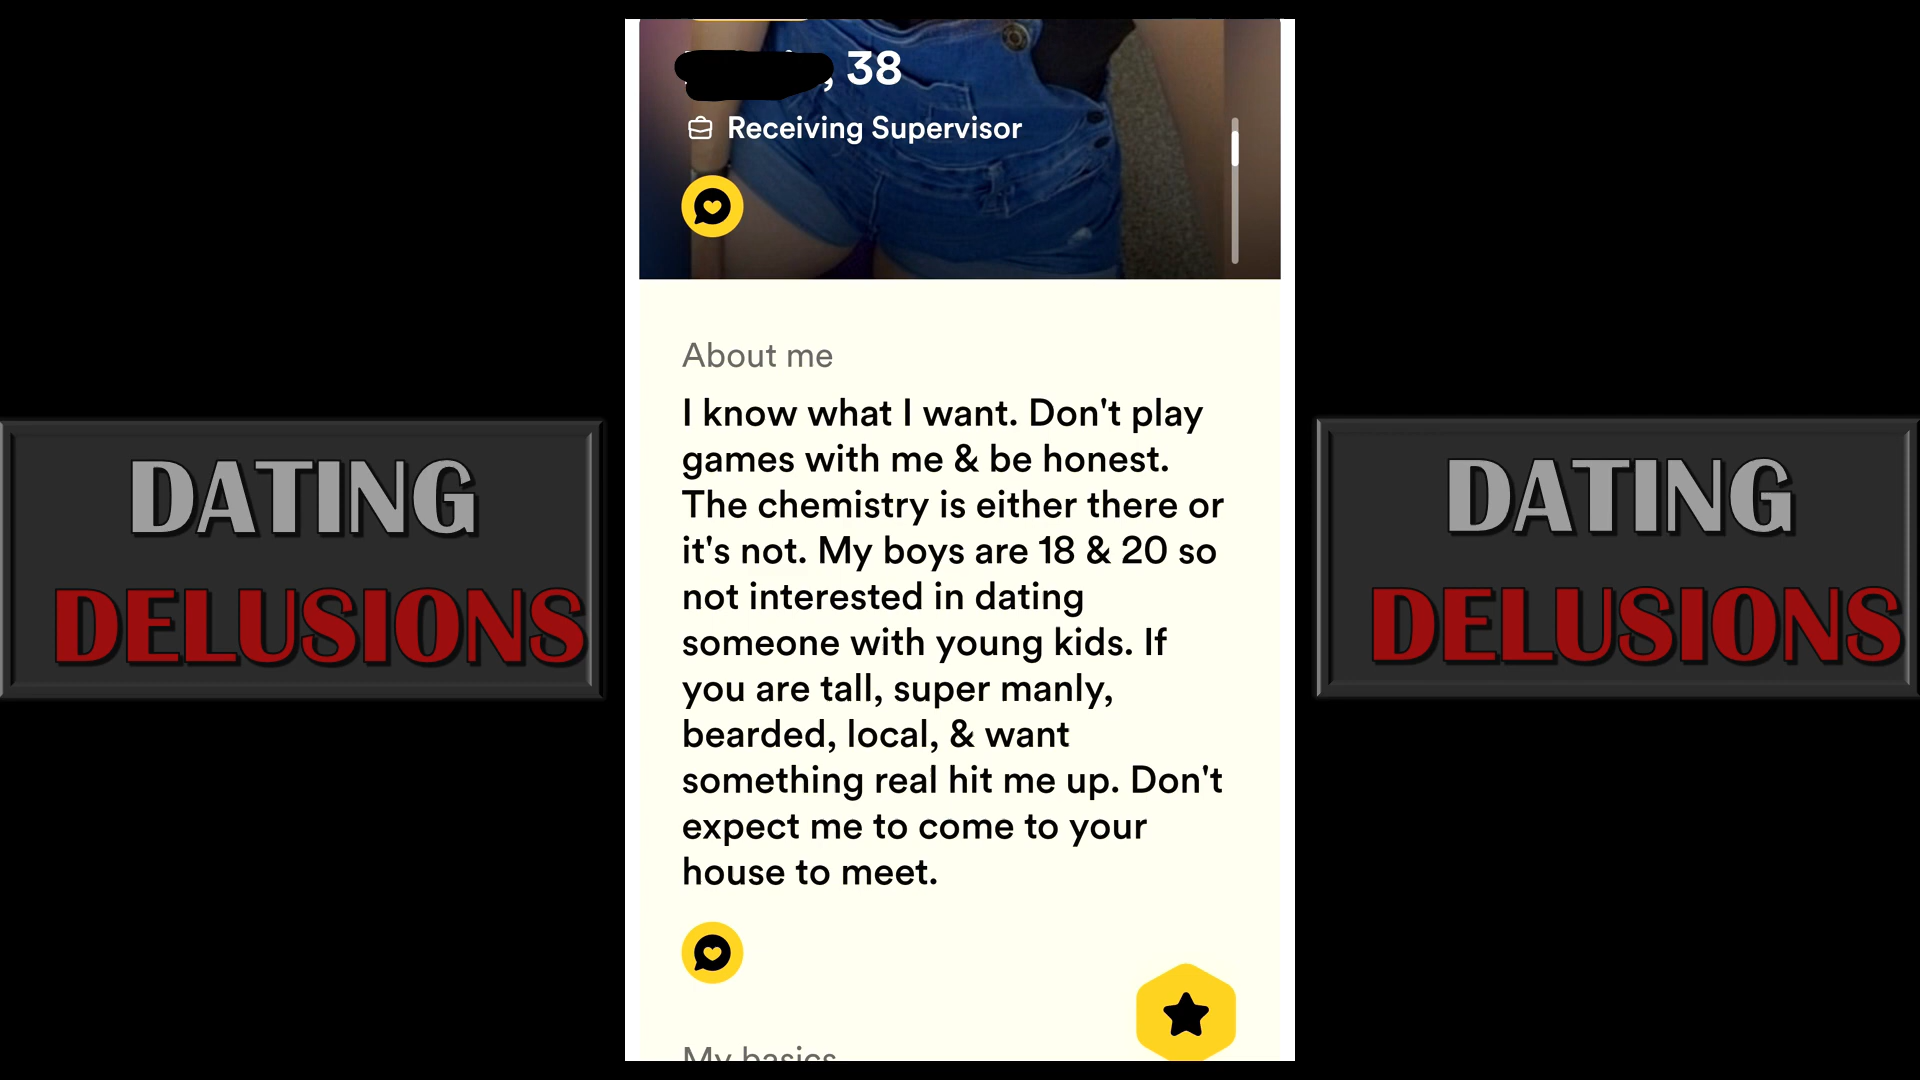 , 38
Receiving Supervisor
About me
I know what I want. Don't play
games with me & be honest.
The chemistry is either there or
it's not. My boys are 18 & 20 so
not interested in dating
someone with young kids. If
you are tall, super manly,
bearded, local, & want
something real hit me up. Don't
expect me to come to your
house to meet.
My basics
DATING
DELUSIONS
DATING
DELUSIONS